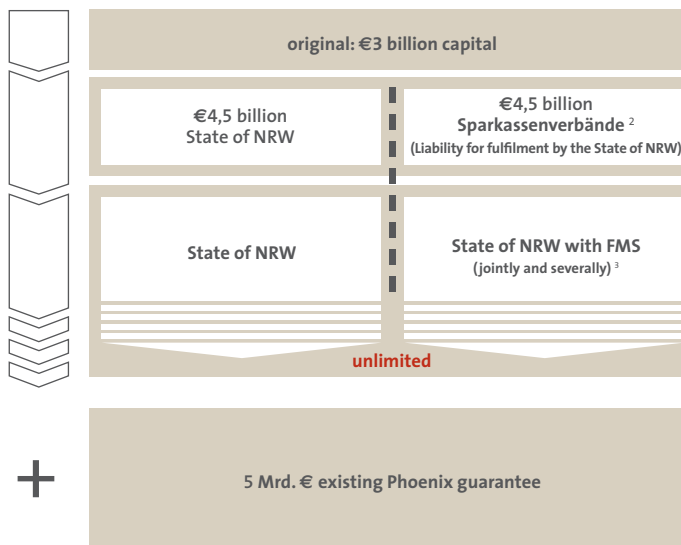 original: €3 billion capital
€4,5 billion
State of NRW
€4,5 billion
Sparkassenverbände ²
(Liability for fulfilment by the State of NRW)
State of NRW
State of NRW with FMS
(jointly and severally) ³
unlimited
+
5 Mrd. € existing Phoenix guarantee